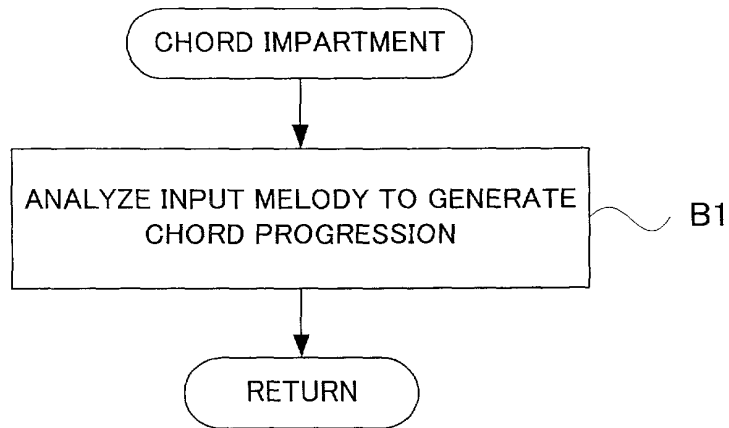 CHORD IMPARTMENT
ANALYZE INPUT MELODY TO GENERATE
CHORD PROGRESSION
B1
RETURN